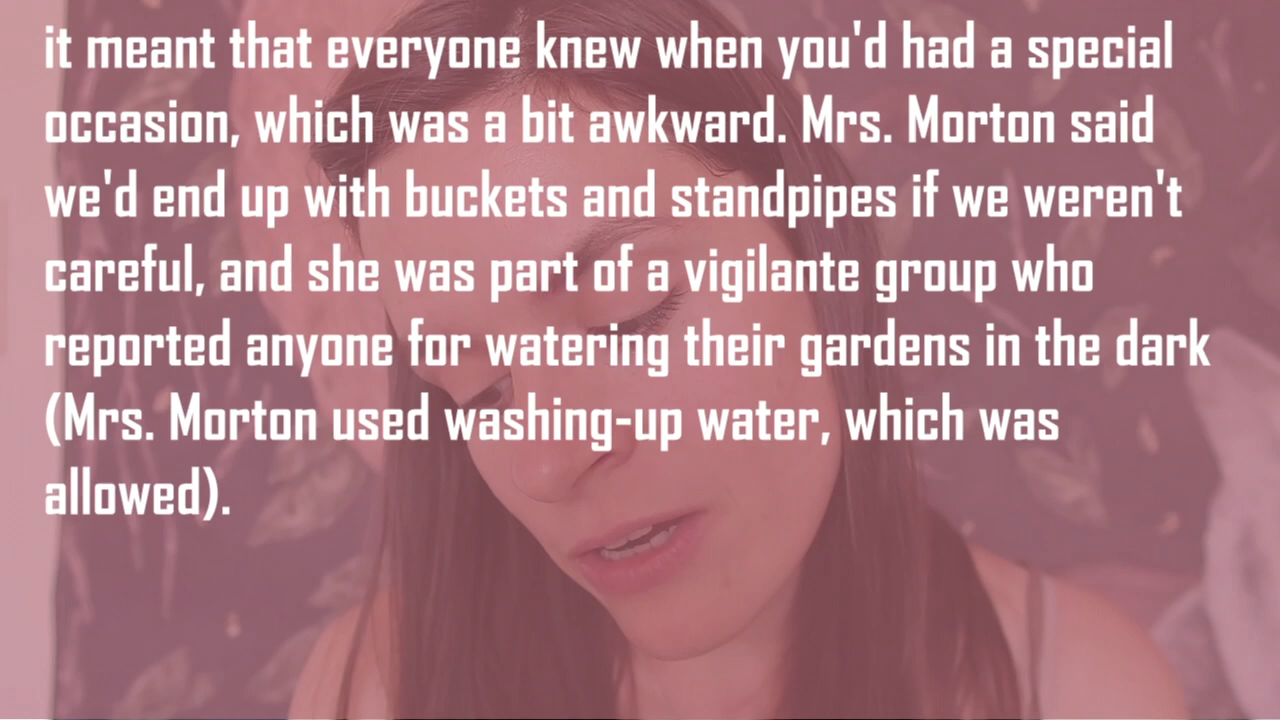 it meant that everyone knew when you'd had a special
occasion, which was a bit awkward. Mrs. Morton said
we'd end up with buckets and standpipes if we weren't
careful, and she was part of a vigilante group who
reported anyone for watering their gardens in the dark
(Mrs. Morton used washing-up water, which was
allowed).